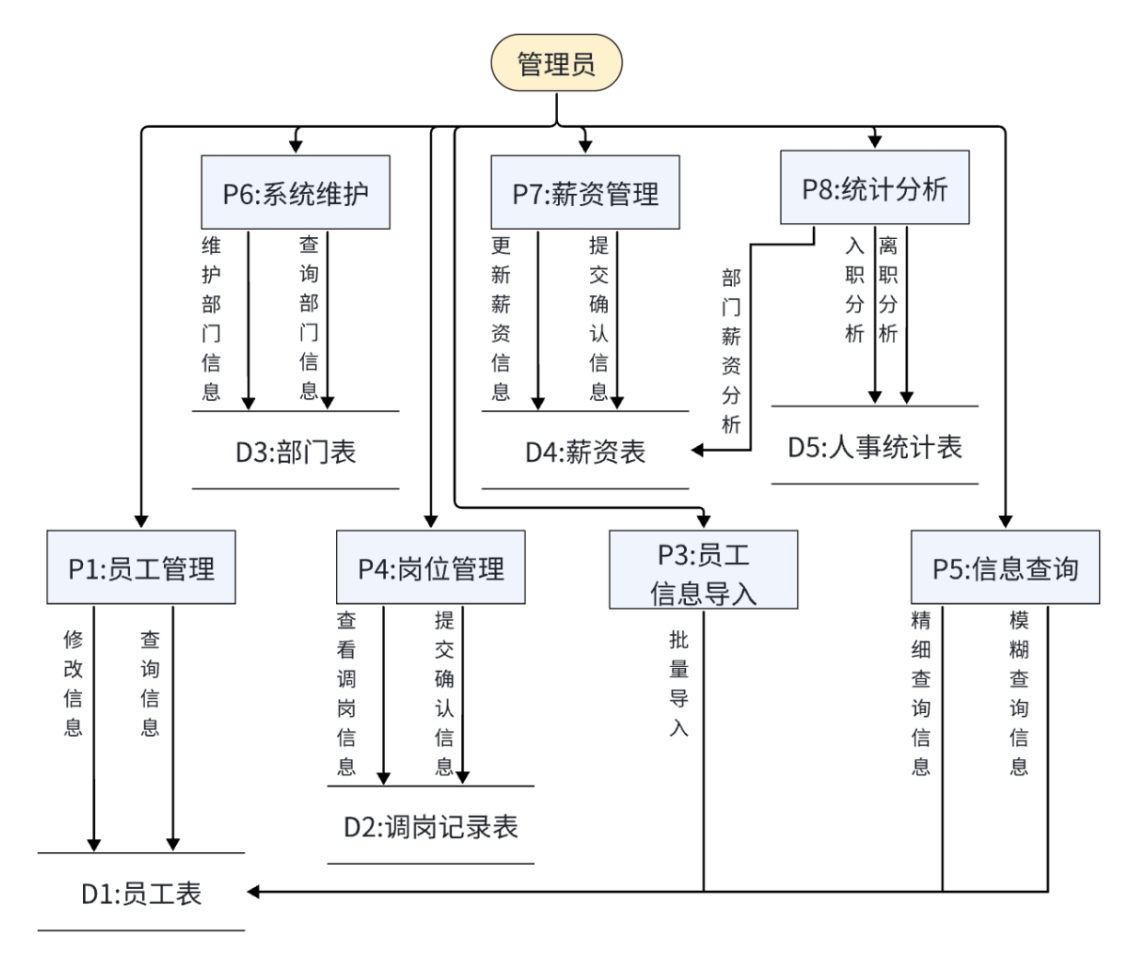 管理员
P6:系统维护
P7:薪资管理
P8:统计分析
维护部门信息
查询部门信息
更新薪资信息
提交确认信息
部门薪资分析
入职分析
离职分析
D3:部门表
D4:薪资表
D5:人事统计表
P1:员工管理
P4:岗位管理
P3:员工
信息导入
P5:信息查询
修改信息
查询信息
查看调岗信息
提交确认信息
批量导入
精细查询信息
模糊查询信息
D2:调岗记录表
D1:员工表